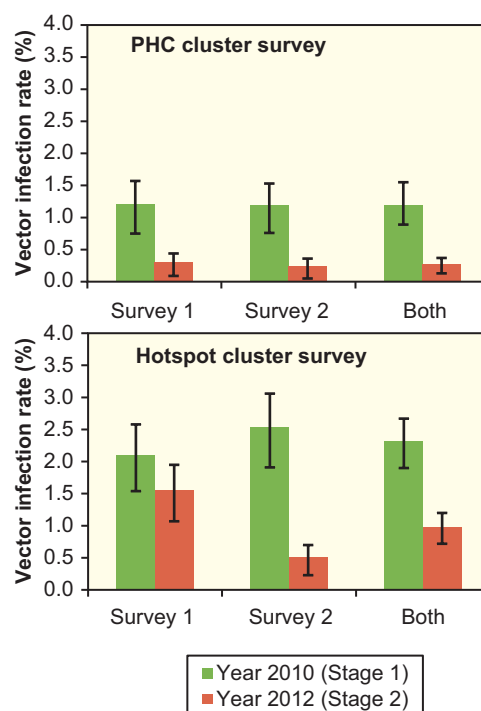 PHC cluster survey
Vector infection rate (%)
4.0
3.5
3.0
2.5
2.0
1.5
1.0
0.5
0.0
Survey 1 Survey 2 Both
Hotspot cluster survey
Vector infection rate (%)
4.0
3.5
3.0
2.5
2.0
1.5
1.0
0.5
0.0
Survey 1 Survey 2 Both
Year 2010 (Stage 1)
Year 2012 (Stage 2)